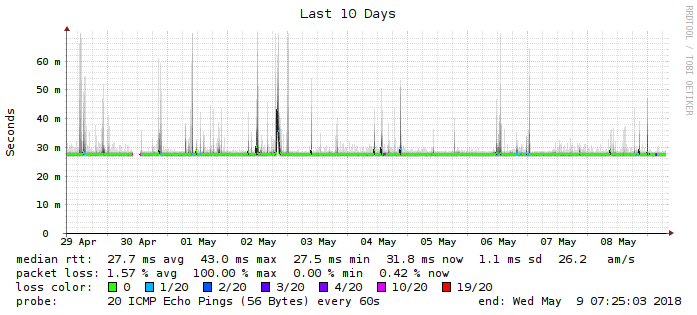 Last 10 Days
RRDTOOL / TOBI OETIKER
Seconds
60 m
50 m
40 m
30 m
20 m
10 m
0
29 Apr 30 Apr 01 May 02 May 03 May 04 May 05 May 06 May 07 May 08 May
median rtt: 27.7 ms avg 43.0 ms max 27.5 ms min 31.8 ms now 1.1 ms sd 26.2 am/s
packet loss: 1.57 % avg 100.00 % max 0.00 % min 0.42 % now
loss color: 0 1/20 2/20 3/20 4/20 10/20 19/20
probe: 20 ICMP Echo Pings (56 Bytes) every 60s end: Wed May 9 07:25:03 2018